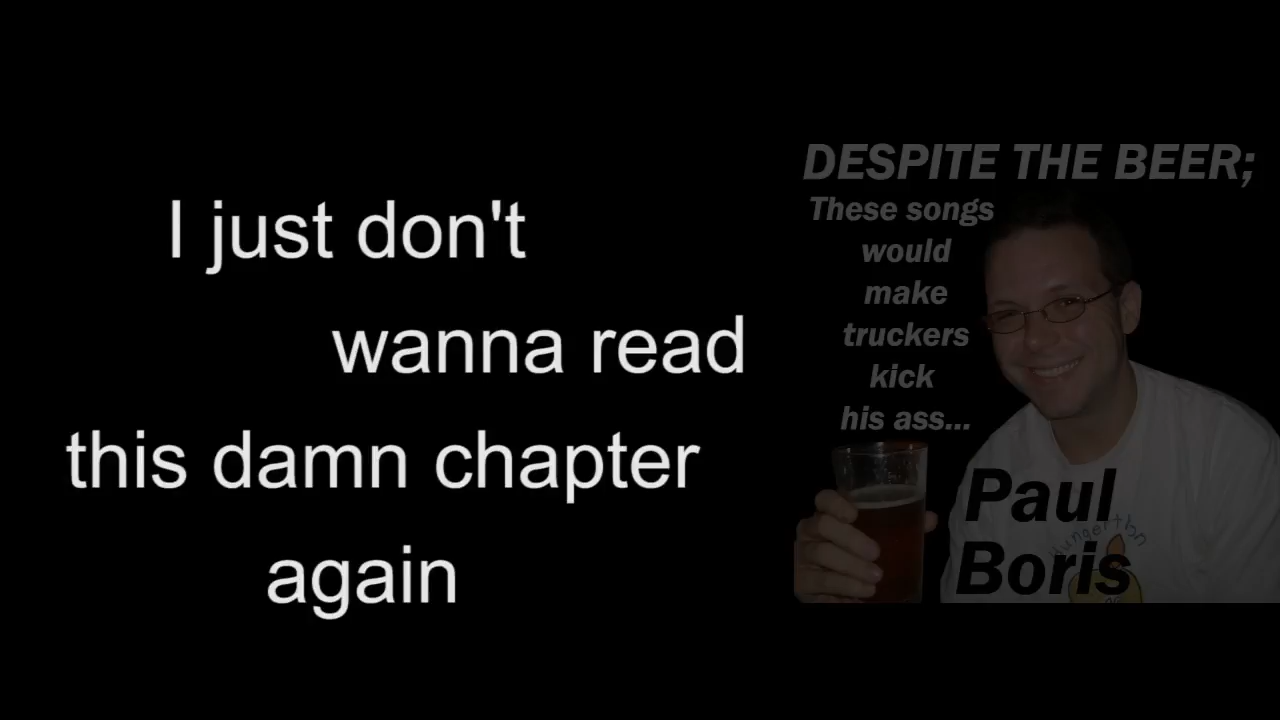 I just don't
wanna read
this damn chapter
again
DESPITE THE BEER;
These songs
would
make
truckers
kick
his ass...
Paul
Boris
Hungerthon